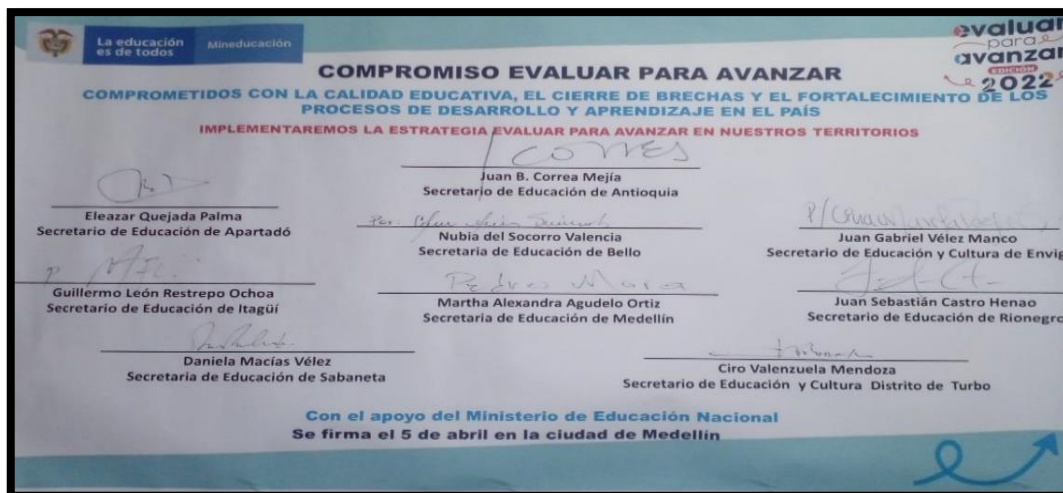 La educación
es de todos
Mineducación
evaluar
para
avanzar
EDICIÓN
2022
COMPROMISO EVALUAR PARA AVANZAR
COMPROMETIDOS CON LA CALIDAD EDUCATIVA, EL CIERRE DE BRECHAS Y EL FORTALECIMIENTO DE LOS
PROCESOS DE DESARROLLO Y APRENDIZAJE EN EL PAÍS
IMPLEMENTAREMOS LA ESTRATEGIA EVALUAR PARA AVANZAR EN NUESTROS TERRITORIOS
Juan B. Correa Mejía
Secretario de Educación de Antioquia
Eleazar Quejada Palma
Secretario de Educación de Apartadó
Nubia del Socorro Valencia
Secretaria de Educación de Bello
Juan Gabriel Vélez Manco
Secretario de Educación y Cultura de Envig
Guillermo León Restrepo Ochoa
Secretario de Educación de Itagüí
Pedro Mora
Martha Alexandra Agudelo Ortiz
Secretaria de Educación de Medellín
Juan Sebastián Castro Henao
Secretario de Educación de Rionegro
Daniela Macías Vélez
Secretaria de Educación de Sabaneta
Ciro Valenzuela Mendoza
Secretario de Educación y Cultura Distrito de Turbo
Con el apoyo del Ministerio de Educación Nacional
Se firma el 5 de abril en la ciudad de Medellín